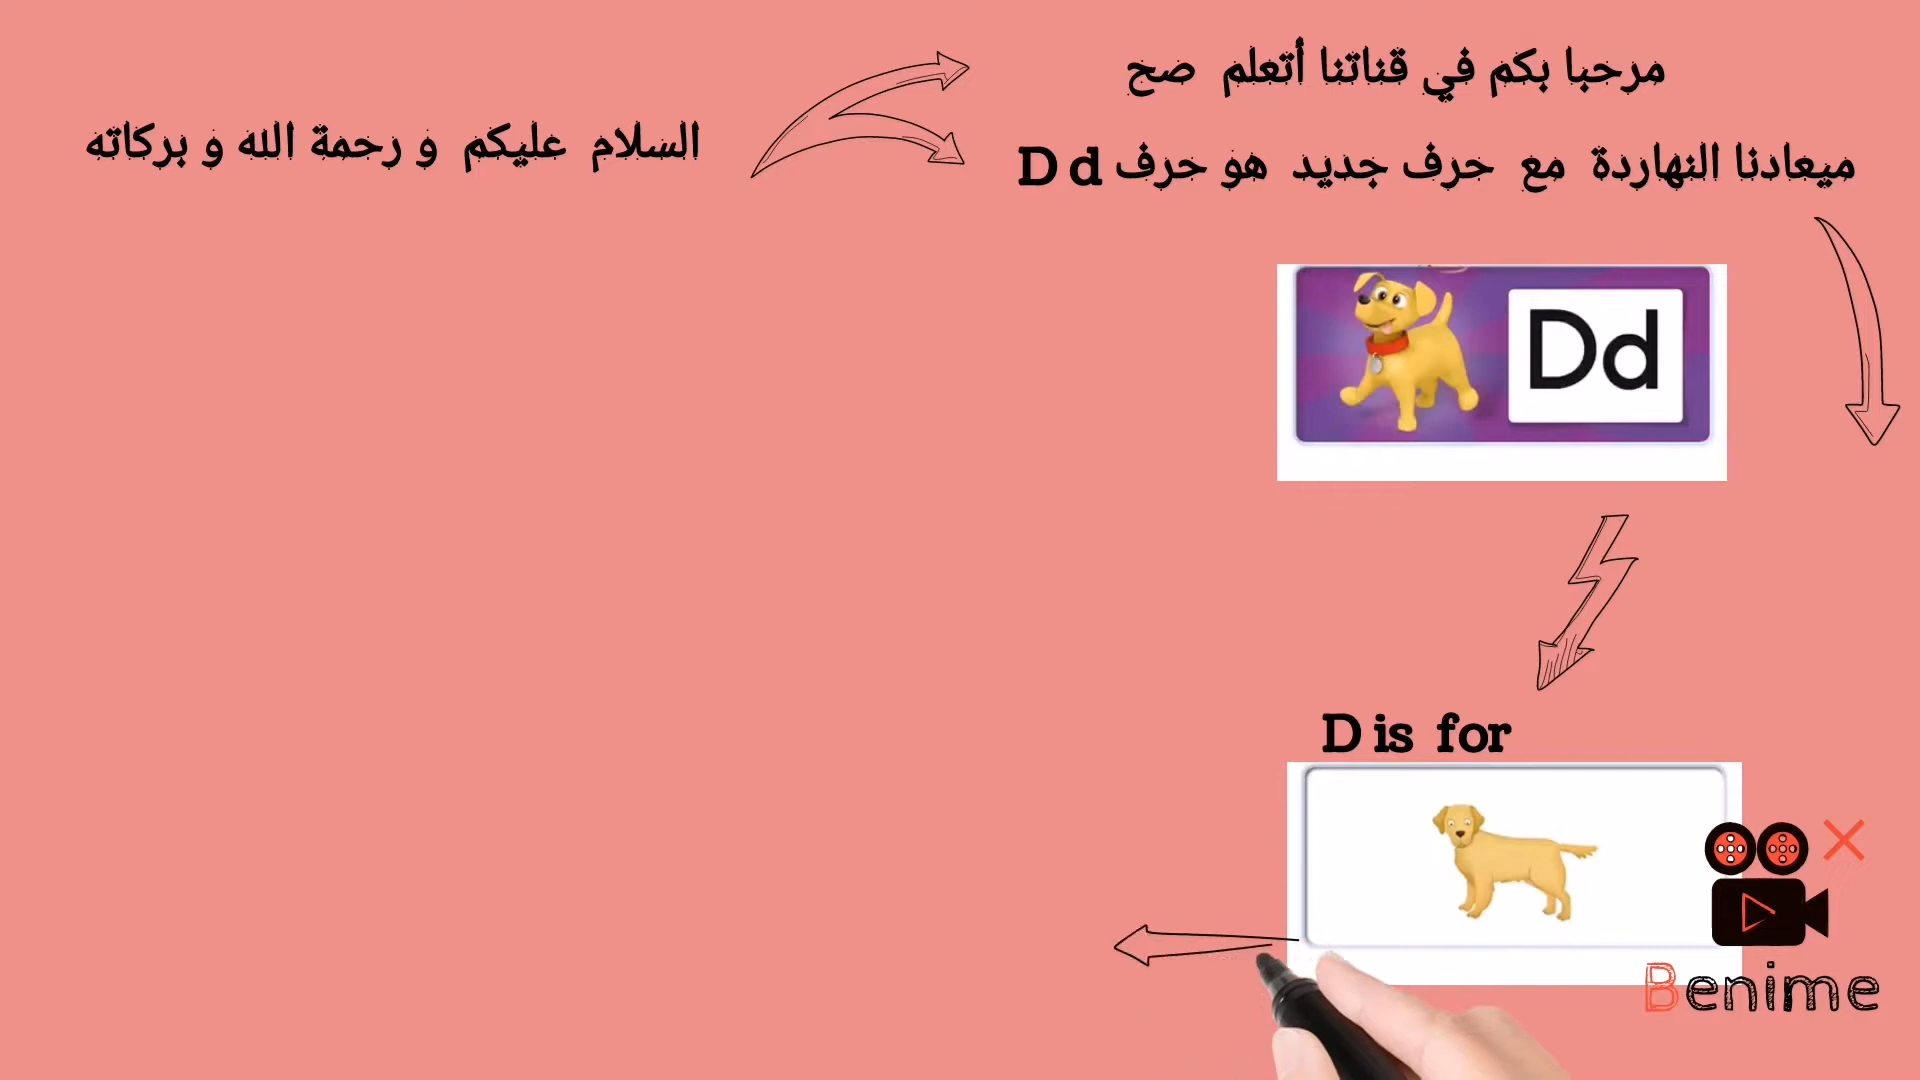 السلام عليكم و رحمة الله و بركاته
مرحبا بكم في قناتنا أتعلم صح
ميعادنا النهاردة مع حرف جديد هو حرف D d
Dd
D is for
Benime